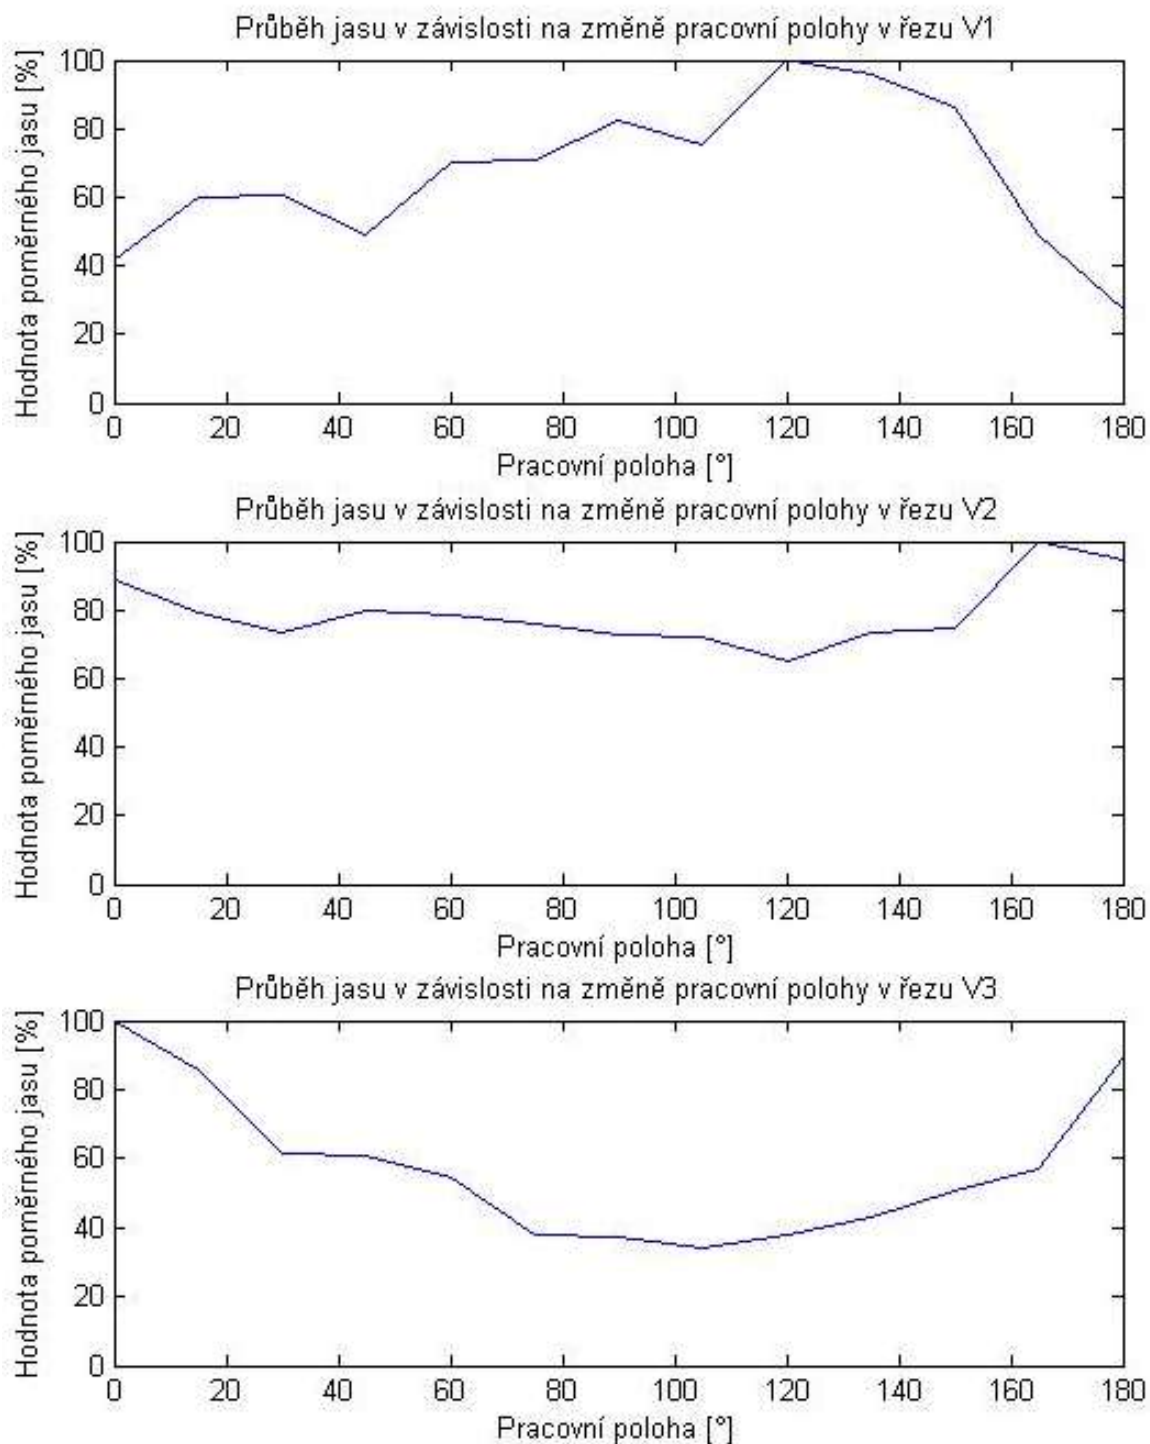 Průběh jasu v závislosti na změně pracovní polohy v řezu V1
Hodnota poměrného jasu [%]
100
80
60
40
20
0
0 20 40 60 80 100 120 140 160 180
Pracovní poloha [°]
Průběh jasu v závislosti na změně pracovní polohy v řezu V2
Hodnota poměrného jasu [%]
100
80
60
40
20
0
0 20 40 60 80 100 120 140 160 180
Pracovní poloha [°]
Průběh jasu v závislosti na změně pracovní polohy v řezu V3
Hodnota poměrného jasu [%]
100
80
60
40
20
0
0 20 40 60 80 100 120 140 160 180
Pracovní poloha [°]